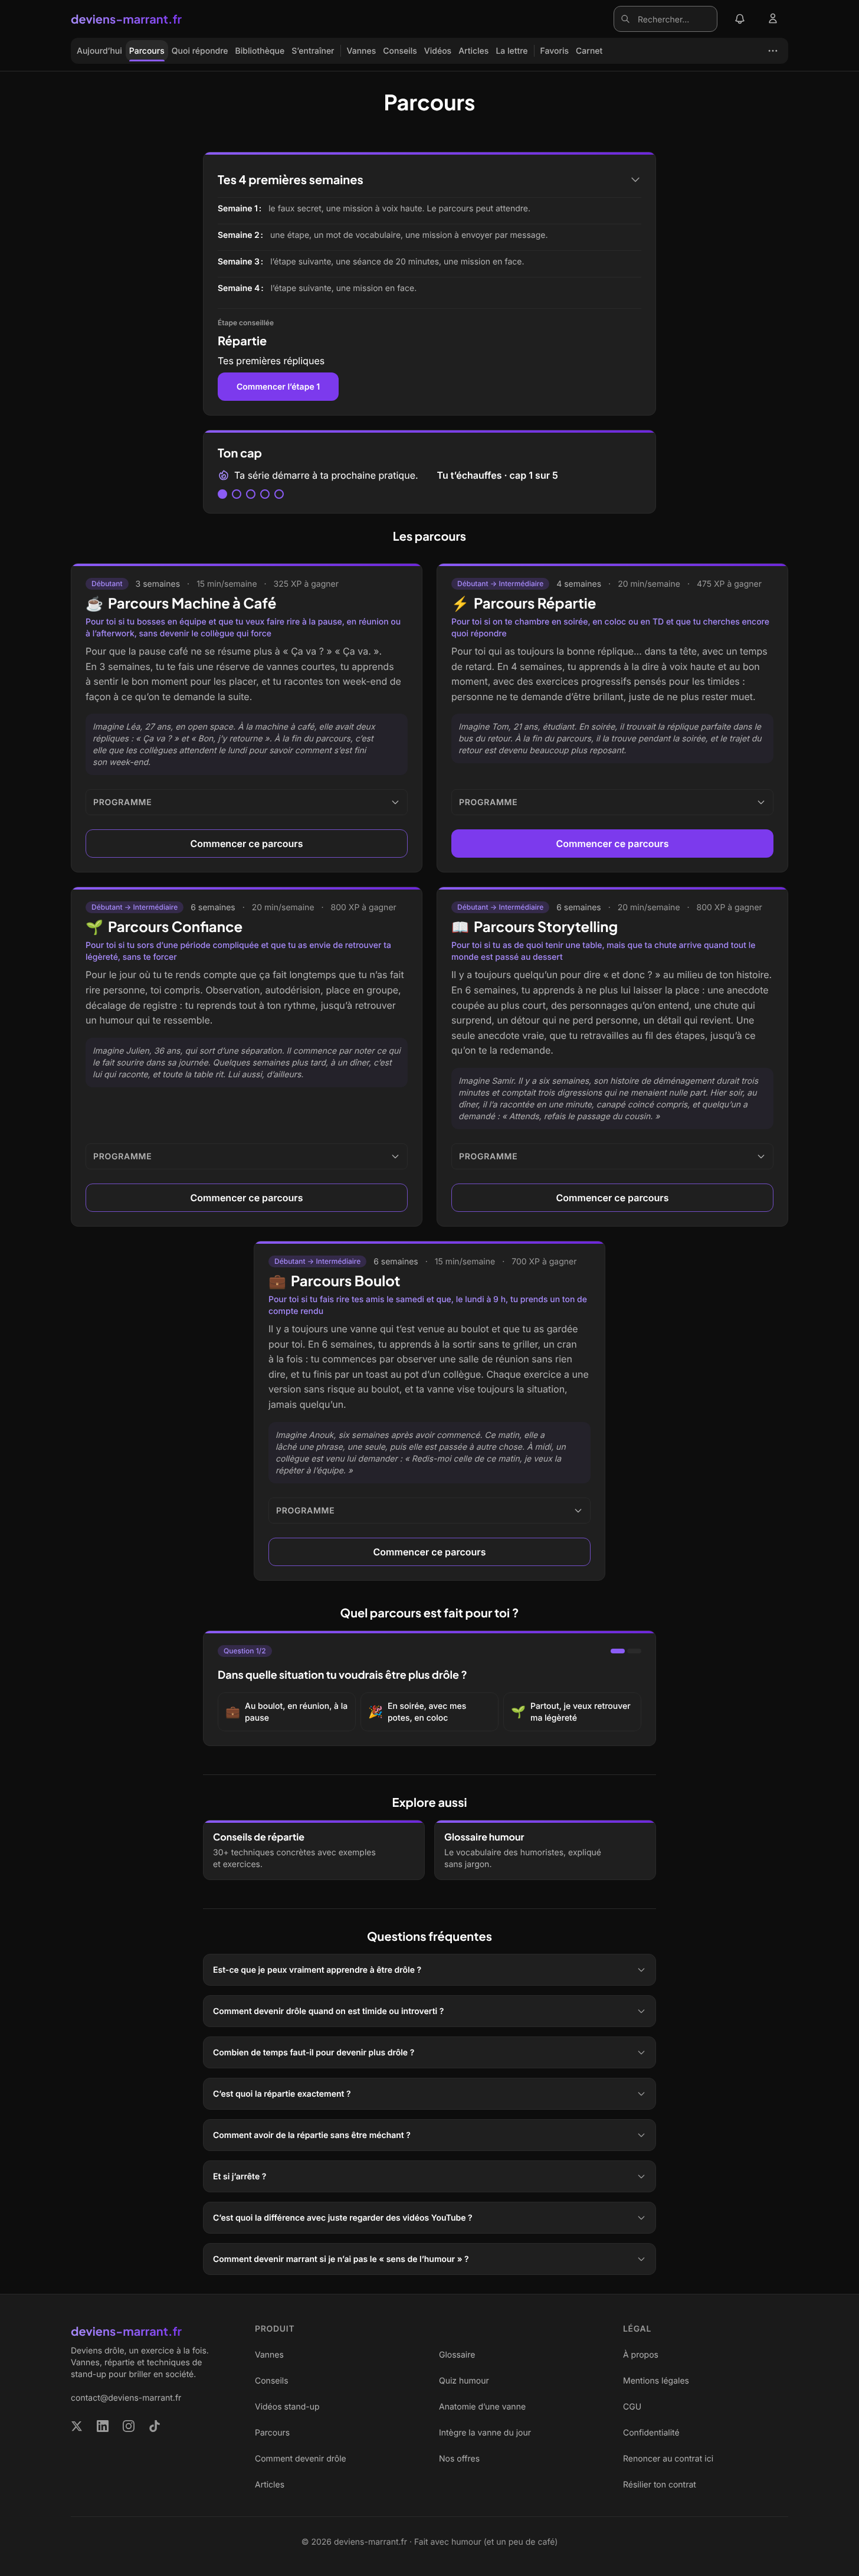 deviens-marrant.fr
Rechercher...
Aujourd'hui Parcours Quoi répondre Bibliothèque S'entraîner Vannes Conseils Vidéos Articles La lettre Favoris Carnet
Parcours
Tes 4 premières semaines
Semaine 1 : le faux secret, une mission à voix haute. Le parcours peut attendre.
Semaine 2 : une étape, un mot de vocabulaire, une mission à envoyer par message.
Semaine 3 : l'étape suivante, une séance de 20 minutes, une mission en face.
Semaine 4 : l'étape suivante, une mission en face.
Étape conseillée
Répartie
Tes premières répliques
Commencer l'étape 1
Ton cap
Ta série démarre à ta prochaine pratique. Tu t'échauffes · cap 1 sur 5
Les parcours
Débutant 3 semaines · 15 min/semaine · 325 XP à gagner
☕ Parcours Machine à Café
Pour toi si tu bosses en équipe et que tu veux faire rire à la pause, en réunion ou
à l'afterwork, sans devenir le collègue qui force
Pour que la pause café ne se résume plus à « Ça va ? » « Ça va. ».
En 3 semaines, tu te fais une réserve de vannes courtes, tu apprends
à sentir le bon moment pour les placer, et tu racontes ton week-end de
façon à ce qu'on te demande la suite.
Imagine Léa, 27 ans, en open space. À la machine à café, elle avait deux
répliques : « Ça va ? » et « Bon, j'y retourne ». À la fin du parcours, c'est
elle que les collègues attendent le lundi pour savoir comment s'est fini
son week-end.
PROGRAMME
Commencer ce parcours
Débutant → Intermédiaire 4 semaines · 20 min/semaine · 475 XP à gagner
⚡ Parcours Répartie
Pour toi si on te chambre en soirée, en coloc ou en TD et que tu cherches encore
quoi répondre
Pour toi qui as toujours la bonne réplique… dans ta tête, avec un temps
de retard. En 4 semaines, tu apprends à la dire à voix haute et au bon
moment, avec des exercices progressifs pensés pour les timides :
personne ne te demande d'être brillant, juste de ne plus rester muet.
Imagine Tom, 21 ans, étudiant. En soirée, il trouvait la réplique parfaite dans le
bus du retour. À la fin du parcours, il la trouve pendant la soirée, et le trajet du
retour est devenu beaucoup plus reposant.
PROGRAMME
Commencer ce parcours
Débutant → Intermédiaire 6 semaines · 20 min/semaine · 800 XP à gagner
🌱 Parcours Confiance
Pour toi si tu sors d'une période compliquée et que tu as envie de retrouver ta
légèreté, sans te forcer
Pour le jour où tu te rends compte que ça fait longtemps que tu n'as fait
rire personne, toi compris. Observation, autodérision, place en groupe,
décalage de registre : tu reprends tout à ton rythme, jusqu'à retrouver
un humour qui te ressemble.
Imagine Julien, 36 ans, qui sort d'une séparation. Il commence par noter ce qui
le fait sourire dans sa journée. Quelques semaines plus tard, à un dîner, c'est
lui qui raconte, et toute la table rit. Lui aussi, d'ailleurs.
PROGRAMME
Commencer ce parcours
Débutant → Intermédiaire 6 semaines · 20 min/semaine · 800 XP à gagner
📖 Parcours Storytelling
Pour toi si tu as de quoi tenir une table, mais que ta chute arrive quand tout le
monde est passé au dessert
Il y a toujours quelqu'un pour dire « et donc ? » au milieu de ton histoire.
En 6 semaines, tu apprends à ne plus lui laisser la place : une anecdote
coupée au plus court, des personnages qu'on entend, une chute qui
surprend, un détour qui ne perd personne, un détail qui revient. Une
seule anecdote vraie, que tu retravailles au fil des étapes, jusqu'à ce
qu'on te la redemande.
Imagine Samir. Il y a six semaines, son histoire de déménagement durait trois
minutes et comptait trois digressions qui ne menaient nulle part. Hier soir, au
dîner, il l'a racontée en une minute, canapé coincé compris, et quelqu'un a
demandé : « Attends, refais le passage du cousin. »
PROGRAMME
Commencer ce parcours
Débutant → Intermédiaire 6 semaines · 15 min/semaine · 700 XP à gagner
💼 Parcours Boulot
Pour toi si tu fais rire tes amis le samedi et que, le lundi à 9 h, tu prends un ton de
compte rendu
Il y a toujours une vanne qui t'est venue au boulot et que tu as gardée
pour toi. En 6 semaines, tu apprends à la sortir sans te griller, un cran
à la fois : tu commences par observer une salle de réunion sans rien
dire, et tu finis par un toast au pot d'un collègue. Chaque exercice a une
version sans risque au boulot, et ta vanne vise toujours la situation,
jamais quelqu'un.
Imagine Anouk, six semaines après avoir commencé. Ce matin, elle a
lâché une phrase, une seule, puis elle est passée à autre chose. À midi, un
collègue est venu lui demander : « Redis-moi celle de ce matin, je veux la
répéter à l'équipe. »
PROGRAMME
Commencer ce parcours
Quel parcours est fait pour toi ?
Question 1/2
Dans quelle situation tu voudrais être plus drôle ?
💼 Au boulot, en réunion, à la
pause
🎉 En soirée, avec mes
potes, en coloc
🌱 Partout, je veux retrouver
ma légèreté
Explore aussi
Conseils de répartie
30+ techniques concrètes avec exemples
et exercices.
Glossaire humour
Le vocabulaire des humoristes, expliqué
sans jargon.
Questions fréquentes
Est-ce que je peux vraiment apprendre à être drôle ?
Comment devenir drôle quand on est timide ou introverti ?
Combien de temps faut-il pour devenir plus drôle ?
C'est quoi la répartie exactement ?
Comment avoir de la répartie sans être méchant ?
Et si j'arrête ?
C'est quoi la différence avec juste regarder des vidéos YouTube ?
Comment devenir marrant si je n'ai pas le « sens de l'humour » ?
deviens-marrant.fr
Deviens drôle, un exercice à la fois.
Vannes, répartie et techniques de
stand-up pour briller en société.
contact@deviens-marrant.fr
PRODUIT
Vannes
Conseils
Vidéos stand-up
Parcours
Comment devenir drôle
Articles
Glossaire
Quiz humour
Anatomie d'une vanne
Intègre la vanne du jour
Nos offres
LÉGAL
À propos
Mentions légales
CGU
Confidentialité
Renoncer au contrat ici
Résilier ton contrat
© 2026 deviens-marrant.fr · Fait avec humour (et un peu de café)